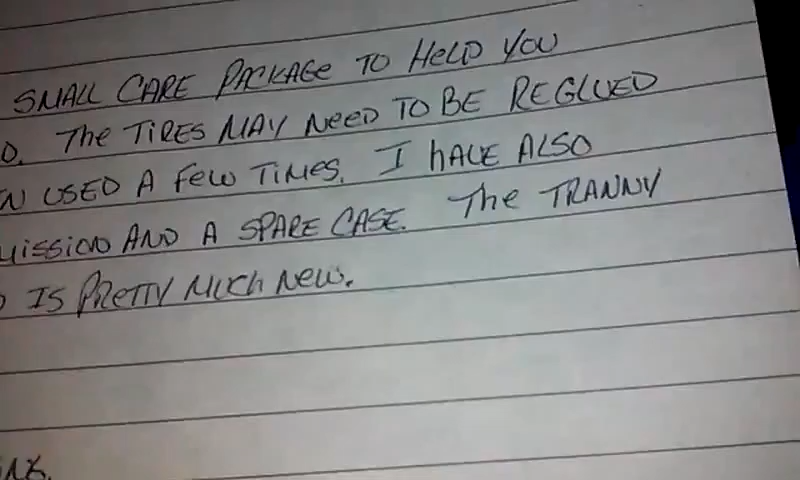 SMALL CARE PACKAGE TO HELP YOU
D. THE TIRES MAY NEED TO BE REGLUED
N USED A FEW TIMES. I HAVE ALSO
MISSION AND A SPARE CASE. THE TRANNY
IS PRETTY MUCH NEW.